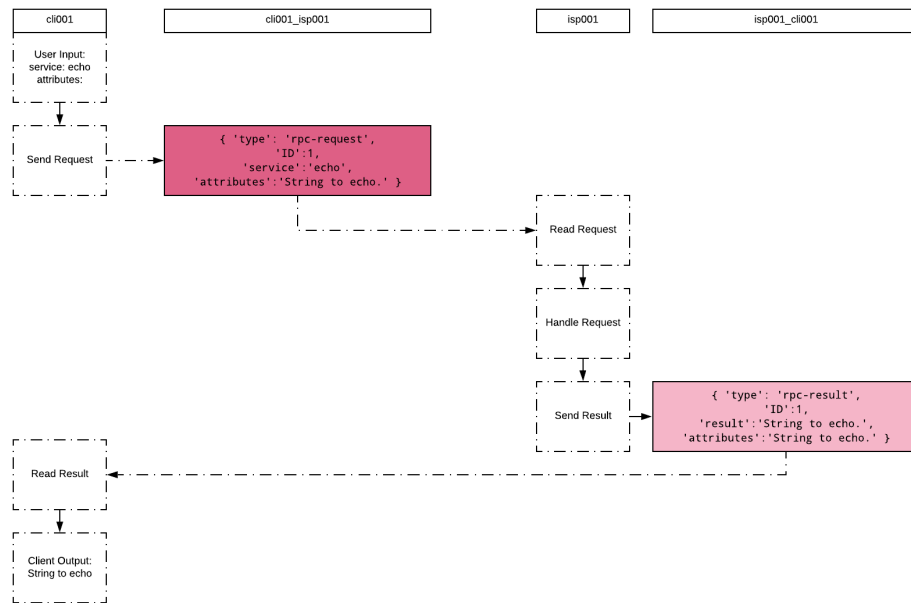 cli001
cli001_isp001
isp001
isp001_cli001
User Input:
service: echo
attributes:
Send Request
{ 'type': 'rpc-request',
'ID':1,
'service':'echo',
'attributes':'String to echo.' }
Read Request
Handle Request
Send Result
{ 'type': 'rpc-result',
'ID':1,
'result':'String to echo.',
'attributes':'String to echo.' }
Read Result
Client Output:
String to echo